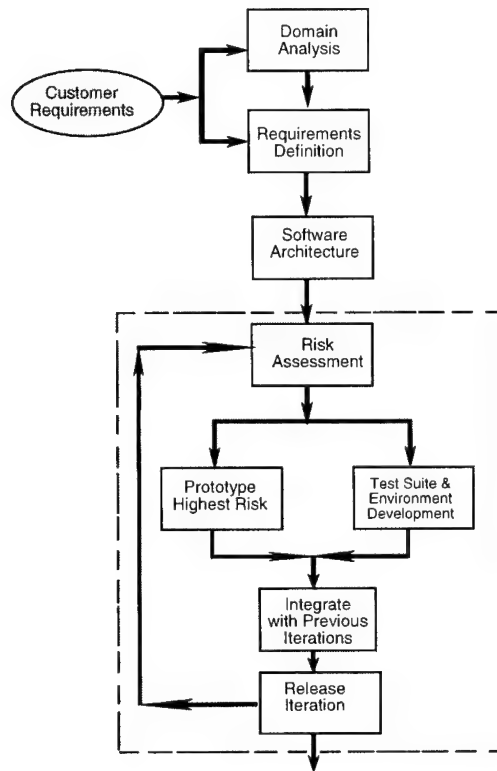 Domain
Analysis
Customer
Requirements
Requirements
Definition
Software
Architecture
Risk
Assessment
Prototype
Highest Risk
Test Suite &
Environment
Development
Integrate
with Previous
Iterations
Release
Iteration